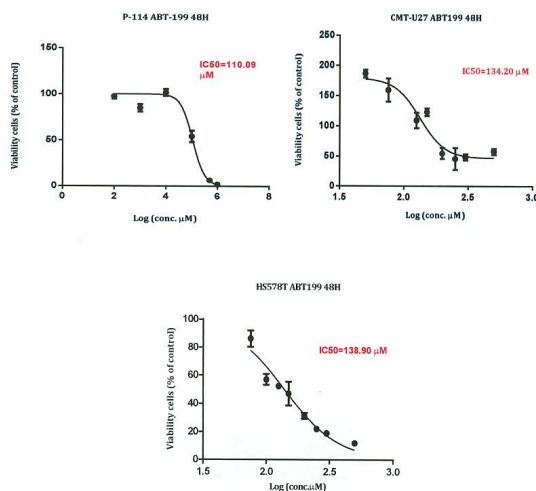 P-114 ABT-199 48H
IC50=110.09
µM
Viability cells (% of control)
150
100
50
0
0
2
4
6
8
Log (conc. µM)
CMT-U27 ABT199 48H
IC50=134.20 µM
Viability cells (% of control)
250
200
150
100
50
0
1.5
2.0
2.5
3.0
Log (conc. µM)
HS578T ABT199 48H
IC50=138.90 µM
Viability cells (% of control)
100
80
60
40
20
0
1.5
2.0
2.5
3.0
Log (conc.µM)